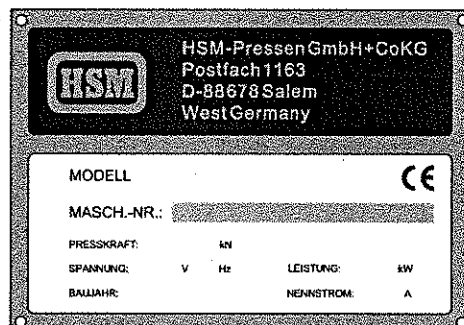 HSM
HSM-Pressen GmbH+CoKG
Postfach 1163
D-88678 Salem
West Germany
MODELL CE
MASCH.-NR.:
PRESSKRAFT: kN
SPANNUNG: V Hz LEISTUNG: kW
BAUJAHR: NENNSTROM: A